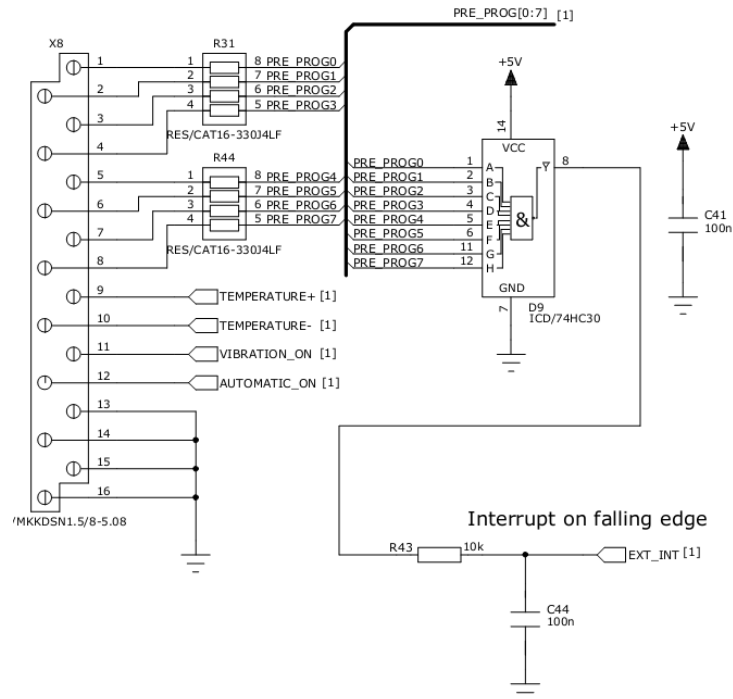 PRE_PROG[0:7] [1]
X8
R31
1 1 8 PRE_PROG0
2 2 7 PRE_PROG1
3 3 6 PRE_PROG2
4 4 5 PRE_PROG3
RES/CAT16-330J4LF
R44
5 1 8 PRE_PROG4
6 2 7 PRE_PROG5
7 3 6 PRE_PROG6
8 4 5 PRE_PROG7
RES/CAT16-330J4LF
9 TEMPERATURE+ [1]
10 TEMPERATURE- [1]
11 VIBRATION_ON [1]
12 AUTOMATIC_ON [1]
13
14
15
16
/MKKDSN1.5/8-5.08
+5V
14
VCC
PRE_PROG0 1 A Y 8
PRE_PROG1 2 B
PRE_PROG2 3 C
PRE_PROG3 4 D
PRE_PROG4 5 E
PRE_PROG5 6 F
PRE_PROG6 11 G
PRE_PROG7 12 H
&
GND
7
D9
ICD/74HC30
+5V
C41
100n
Interrupt on falling edge
R43 10k
EXT_INT [1]
C44
100n